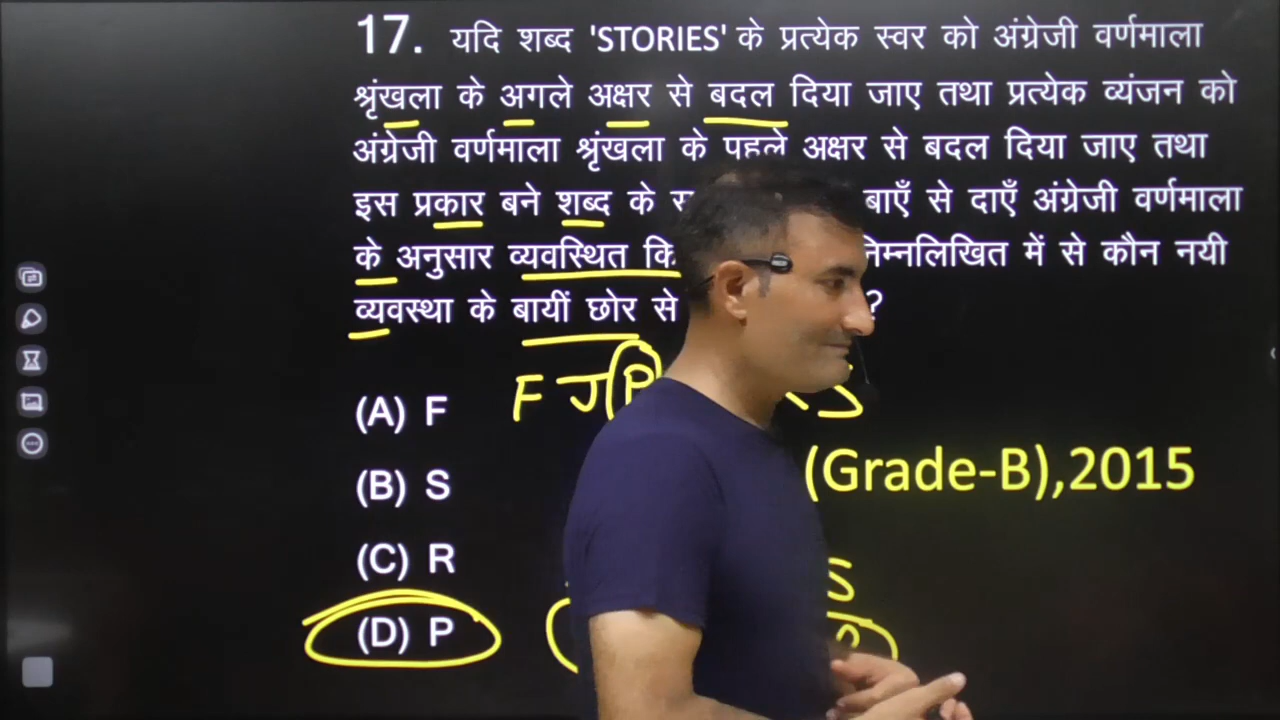 17. यदि शब्द 'STORIES' के प्रत्येक स्वर को अंग्रेजी वर्णमाला
श्रृंखला के अगले अक्षर से बदल दिया जाए तथा प्रत्येक व्यंजन को
अंग्रेजी वर्णमाला श्रृंखला के पहले अक्षर से बदल दिया जाए तथा
इस प्रकार बने शब्द के बाएँ से दाएँ अंग्रेजी वर्णमाला
के अनुसार व्यवस्थित कि निम्नलिखित में से कौन नयी
व्यवस्था के बायीं छोर से ?
F J P S
(A) F
(Grade-B),2015
(B) S
(C) R
S
(D) P